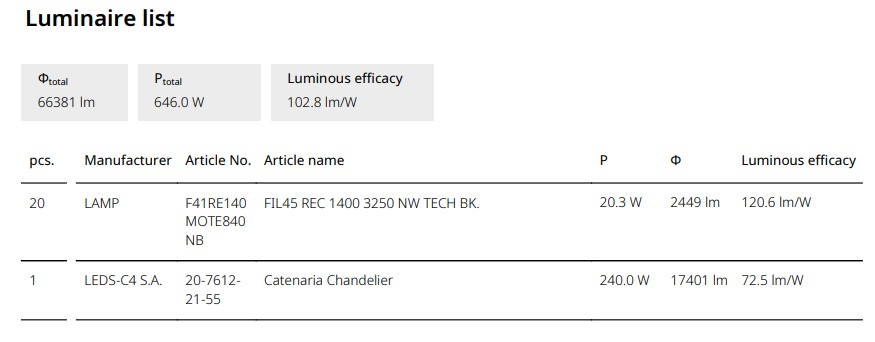 Luminaire list
Φtotal Ptotal Luminous efficacy
66381 lm 646.0 W 102.8 lm/W
pcs. Manufacturer Article No. Article name P Φ Luminous efficacy
20 LAMP F41RE140 FIL45 REC 1400 3250 NW TECH BK. 20.3 W 2449 lm 120.6 lm/W
MOTE840
NB
1 LEDS-C4 S.A. 20-7612- Catenaria Chandelier 240.0 W 17401 lm 72.5 lm/W
21-55